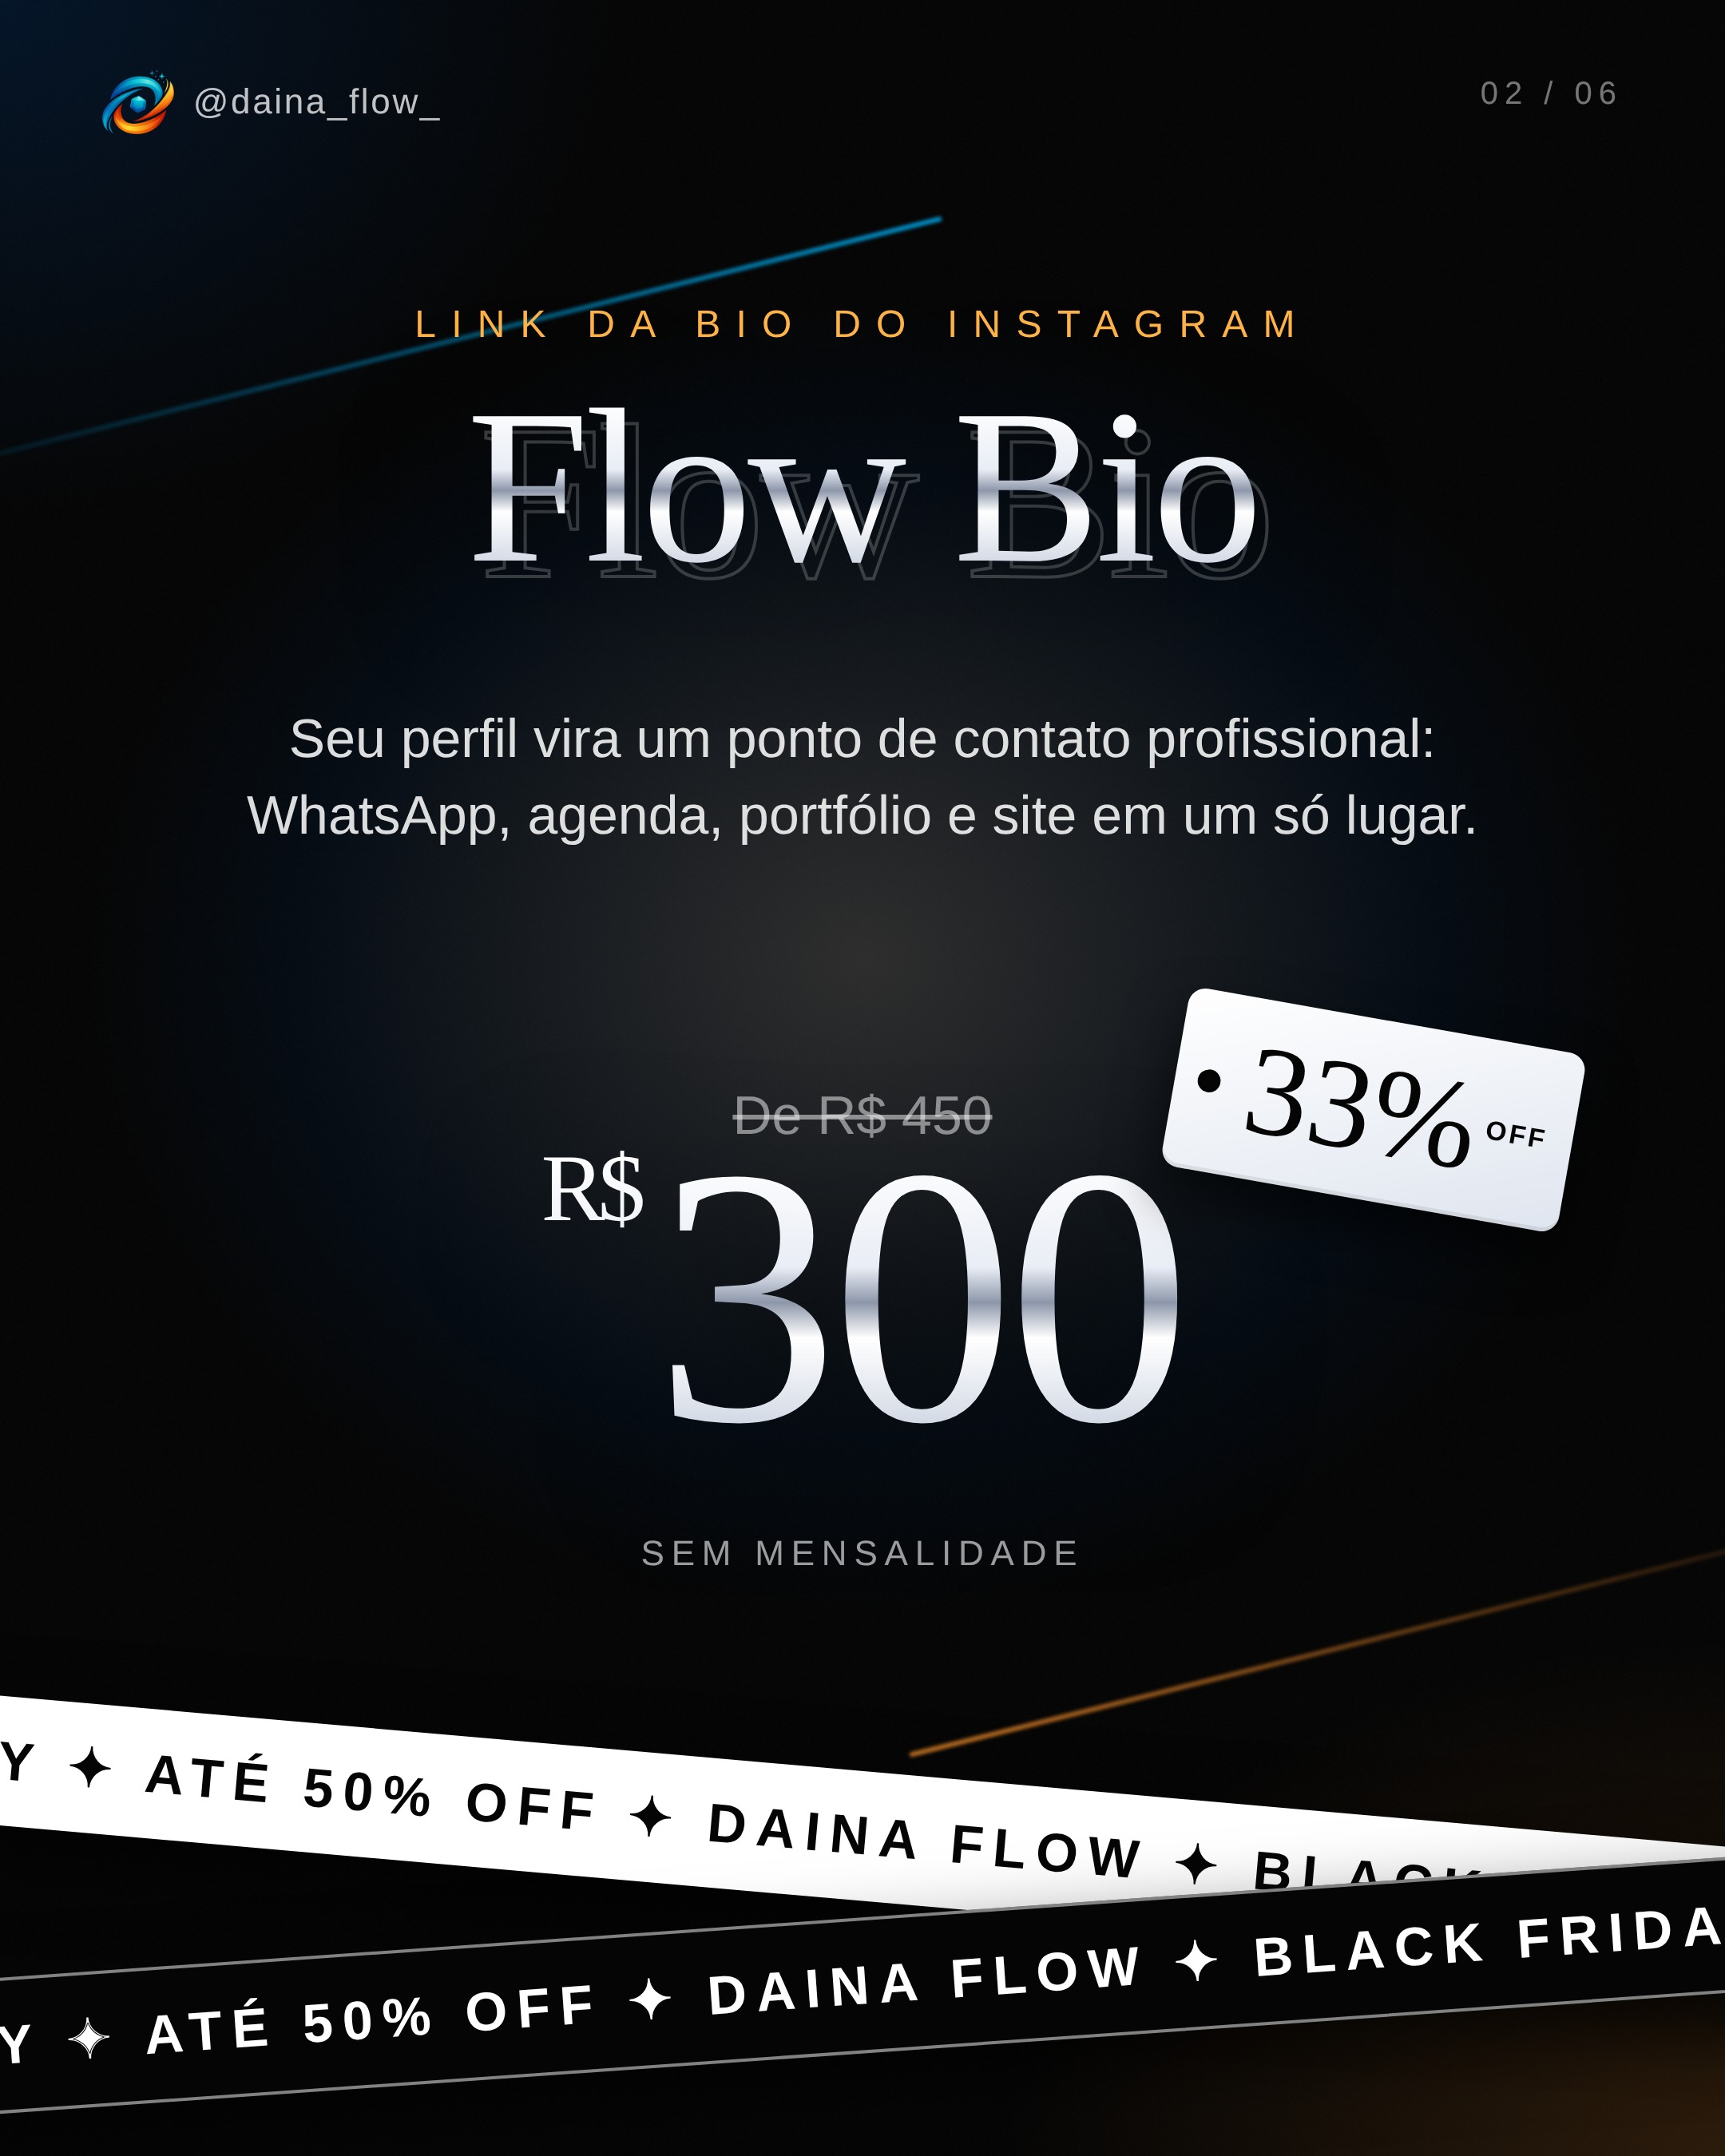 @daina_flow_
02 / 06
LINK DA BIO DO INSTAGRAM
Flow Bio
Seu perfil vira um ponto de contato profissional:
WhatsApp, agenda, portfólio e site em um só lugar.
• 33% OFF
De R$ 450
R$ 300
SEM MENSALIDADE
Y ✦ ATÉ 50% OFF ✦ DAINA FLOW ✦ BLACK
Y ✦ ATÉ 50% OFF ✦ DAINA FLOW ✦ BLACK FRIDA